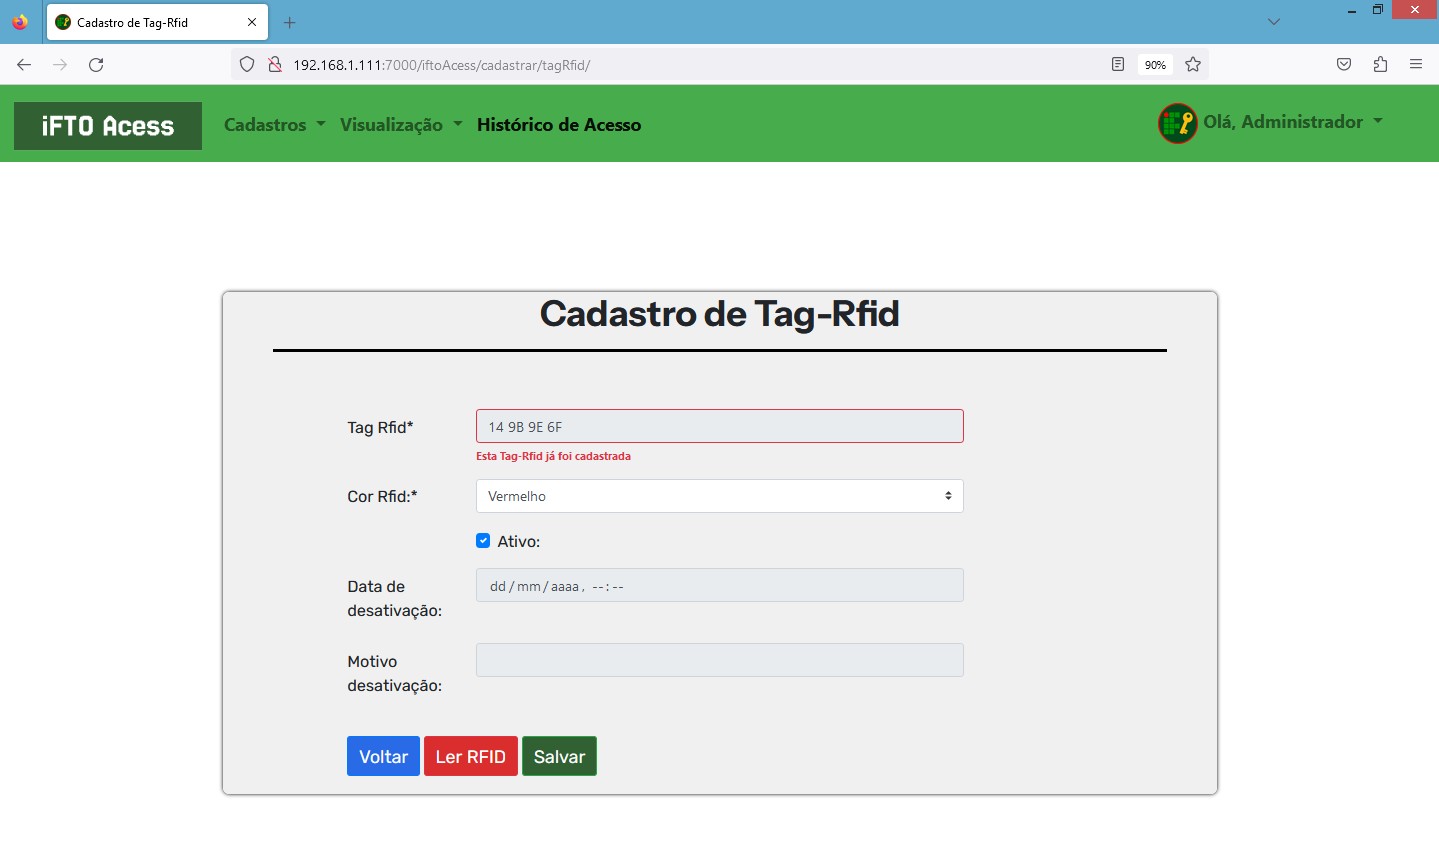 Cadastro de Tag-Rfid
192.168.1.111:7000/iftoAcess/cadastrar/tagRfid/
90%
iFTO Acess
Cadastros
Visualização
Histórico de Acesso
Olá, Administrador
Cadastro de Tag-Rfid
Tag Rfid*
14 9B 9E 6F
Esta Tag-Rfid já foi cadastrada
Cor Rfid:*
Vermelho
Ativo:
Data de
desativação:
dd/mm/aaaa, --:--
Motivo
desativação:
Voltar
Ler RFID
Salvar